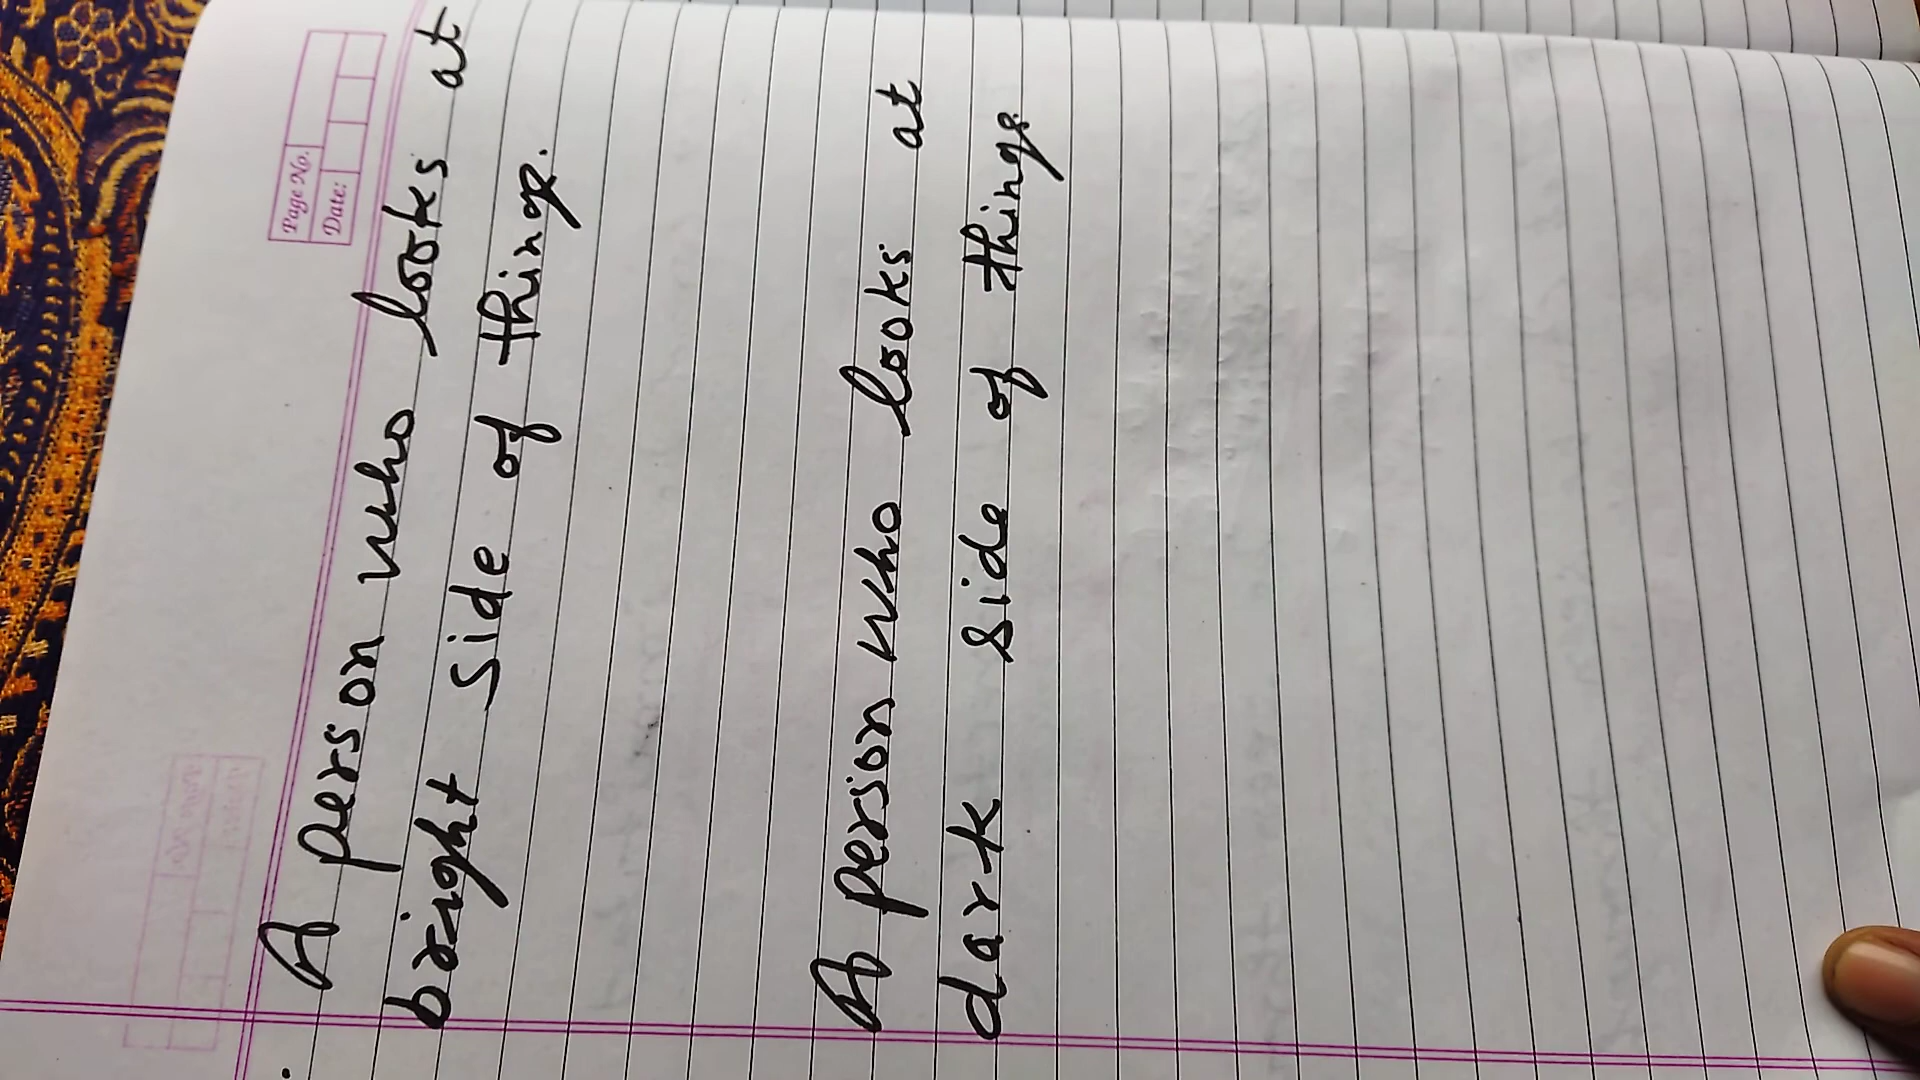 Page No.
Date:
A person who looks at
bright side of things.
A person who looks at
dark side of things.